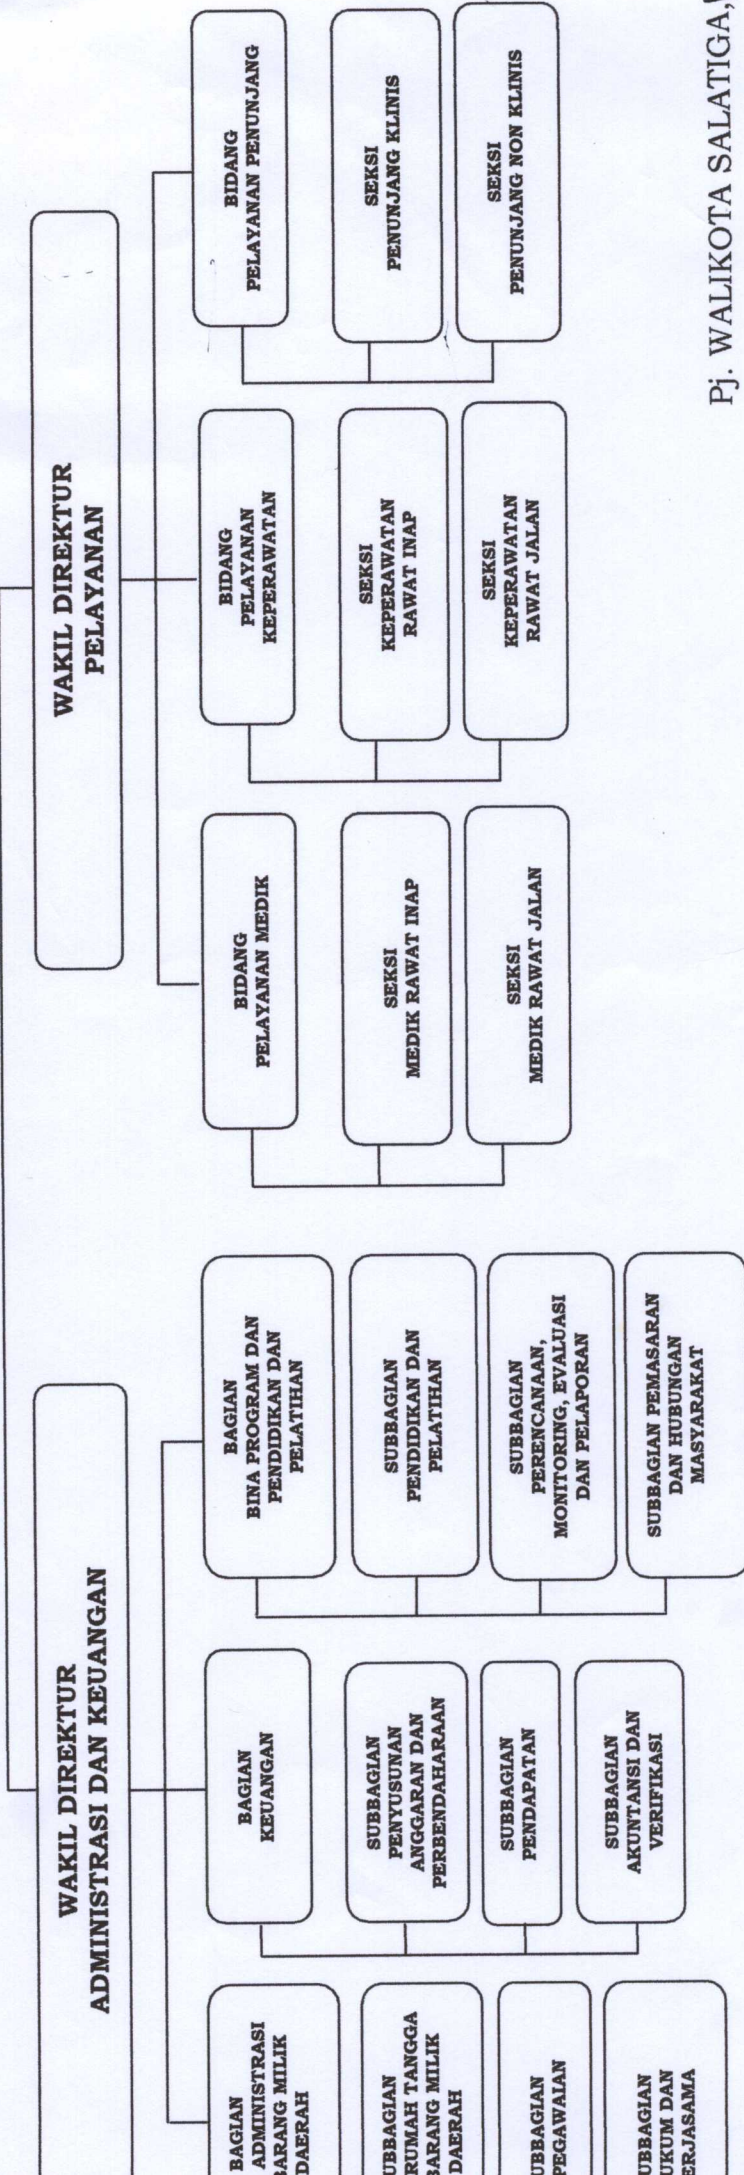 WAKIL DIREKTUR
ADMINISTRASI DAN KEUANGAN
WAKIL DIREKTUR
PELAYANAN
BAGIAN
ADMINISTRASI
BARANG MILIK
DAERAH
BAGIAN
KEUANGAN
BAGIAN
BINA PROGRAM DAN
PENDIDIKAN DAN
PELATIHAN
BIDANG
PELAYANAN MEDIK
BIDANG
PELAYANAN
KEPERAWATAN
BIDANG
PELAYANAN PENUNJANG
UBBAGIAN
RUMAH TANGGA
BARANG MILIK
DAERAH
SUBBAGIAN
PENYUSUNAN
ANGGARAN DAN
PERBENDAHARAAN
SUBBAGIAN
PENDIDIKAN DAN
PELATIHAN
SEKSI
MEDIK RAWAT INAP
SEKSI
KEPERAWATAN
RAWAT INAP
SEKSI
PENUNJANG KLINIS
UBBAGIAN
PEGAWAIAN
SUBBAGIAN
PENDAPATAN
SUBBAGIAN
PERENCANAAN,
MONITORING, EVALUASI
DAN PELAPORAN
SEKSI
MEDIK RAWAT JALAN
SEKSI
KEPERAWATAN
RAWAT JALAN
SEKSI
PENUNJANG NON KLINIS
UBBAGIAN
UKUM DAN
ERJASAMA
SUBBAGIAN
AKUNTANSI DAN
VERIFIKASI
SUBBAGIAN PEMASARAN
DAN HUBUNGAN
MASYARAKAT
Pj. WALIKOTA SALATIGA,